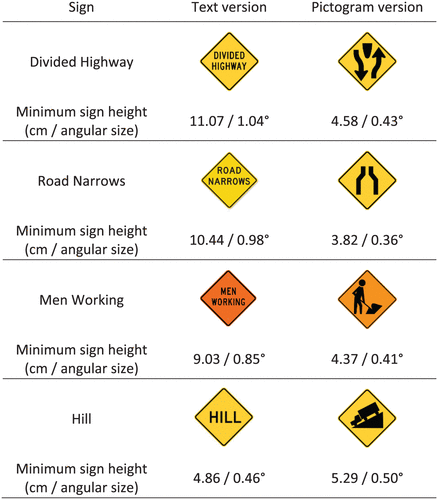 Sign Text version Pictogram version
Divided Highway
DIVIDED
HIGHWAY
Minimum sign height
(cm / angular size)
11.07 / 1.04° 4.58 / 0.43°
Road Narrows
ROAD
NARROWS
Minimum sign height
(cm / angular size)
10.44 / 0.98° 3.82 / 0.36°
Men Working
MEN
WORKING
Minimum sign height
(cm / angular size)
9.03 / 0.85° 4.37 / 0.41°
Hill
HILL
Minimum sign height
(cm / angular size)
4.86 / 0.46° 5.29 / 0.50°